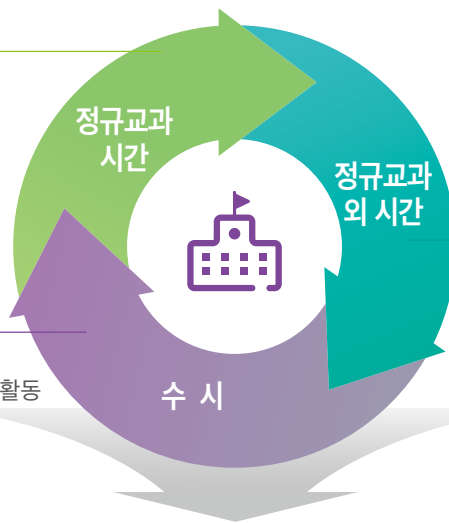 정규교과
시간
정규교과
외 시간
수 시
활동